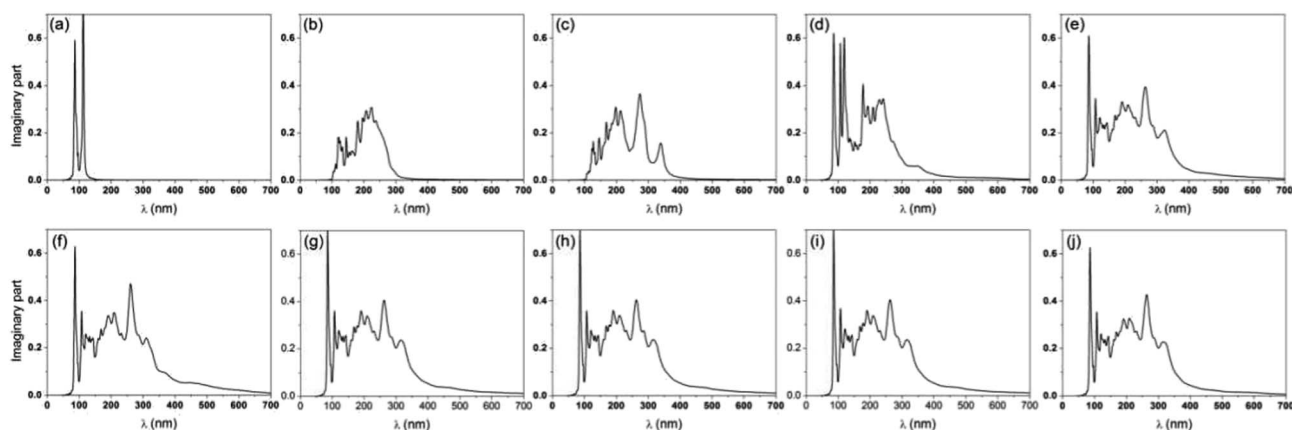 (a) (b) (c) (d) (e)
Imaginary part
0.6 0.6 0.6 0.6 0.6
0.4 0.4 0.4 0.4 0.4
0.2 0.2 0.2 0.2 0.2
0.0 0.0 0.0 0.0 0.0
0 100 200 300 400 500 600 700 0 100 200 300 400 500 600 700 0 100 200 300 400 500 600 700 0 100 200 300 400 500 600 700 0 100 200 300 400 500 600 700
λ (nm) λ (nm) λ (nm) λ (nm) λ (nm)
(f) (g) (h) (i) (j)
Imaginary part
0.6 0.6 0.6 0.6 0.6
0.4 0.4 0.4 0.4 0.4
0.2 0.2 0.2 0.2 0.2
0.0 0.0 0.0 0.0 0.0
0 100 200 300 400 500 600 700 0 100 200 300 400 500 600 700 0 100 200 300 400 500 600 700 0 100 200 300 400 500 600 700 0 100 200 300 400 500 600 700
λ (nm) λ (nm) λ (nm) λ (nm) λ (nm)